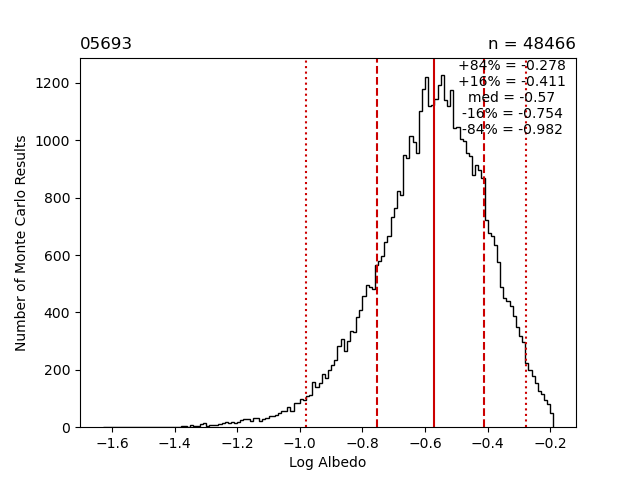 05693
n = 48466
+84% = -0.278
+16% = -0.411
med = -0.57
-16% = -0.754
-84% = -0.982
Number of Monte Carlo Results
1200
1000
800
600
400
200
0
−1.6 −1.4 −1.2 −1.0 −0.8 −0.6 −0.4 −0.2
Log Albedo